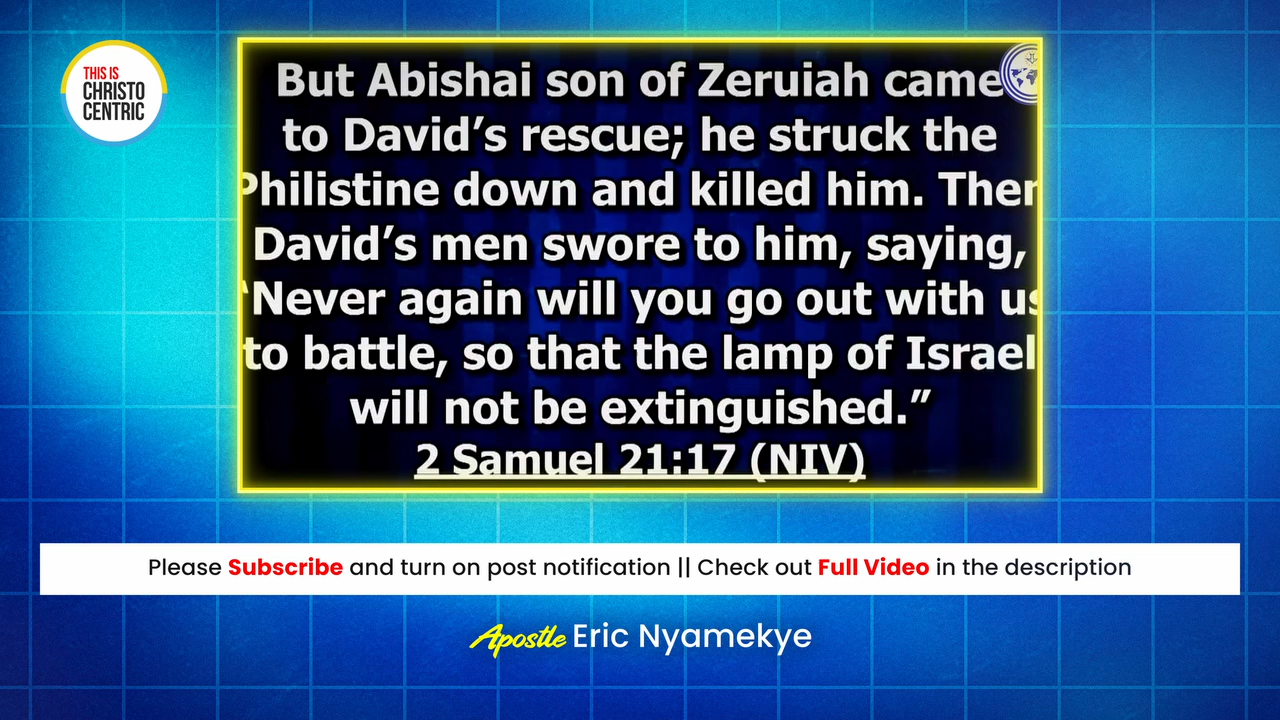 THIS IS
CHRISTO
CENTRIC
But Abishai son of Zeruiah came
to David’s rescue; he struck the
Philistine down and killed him. Then
David’s men swore to him, saying,
“Never again will you go out with us
to battle, so that the lamp of Israel
will not be extinguished.”
2 Samuel 21:17 (NIV)
Please Subscribe and turn on post notification || Check out Full Video in the description
Apostle Eric Nyamekye